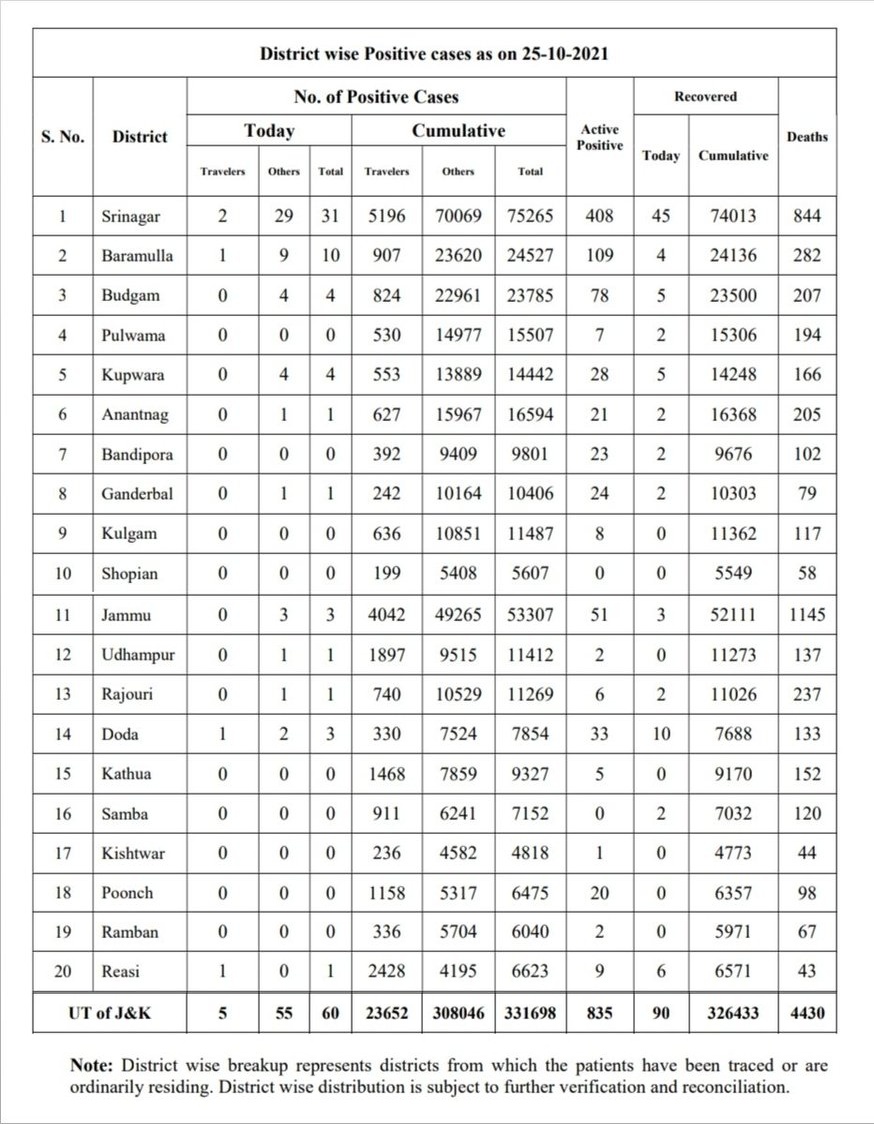 District wise Positive cases as on 25-10-2021
S. No. District No. of Positive Cases Active Positive Recovered Deaths
Today Cumulative Today Cumulative
Travelers Others Total Travelers Others Total
1 Srinagar 2 29 31 5196 70069 75265 408 45 74013 844
2 Baramulla 1 9 10 907 23620 24527 109 4 24136 282
3 Budgam 0 4 4 824 22961 23785 78 5 23500 207
4 Pulwama 0 0 0 530 14977 15507 7 2 15306 194
5 Kupwara 0 4 4 553 13889 14442 28 5 14248 166
6 Anantnag 0 1 1 627 15967 16594 21 2 16368 205
7 Bandipora 0 0 0 392 9409 9801 23 2 9676 102
8 Ganderbal 0 1 1 242 10164 10406 24 2 10303 79
9 Kulgam 0 0 0 636 10851 11487 8 0 11362 117
10 Shopian 0 0 0 199 5408 5607 0 0 5549 58
11 Jammu 0 3 3 4042 49265 53307 51 3 52111 1145
12 Udhampur 0 1 1 1897 9515 11412 2 0 11273 137
13 Rajouri 0 1 1 740 10529 11269 6 2 11026 237
14 Doda 1 2 3 330 7524 7854 33 10 7688 133
15 Kathua 0 0 0 1468 7859 9327 5 0 9170 152
16 Samba 0 0 0 911 6241 7152 0 2 7032 120
17 Kishtwar 0 0 0 236 4582 4818 1 0 4773 44
18 Poonch 0 0 0 1158 5317 6475 20 0 6357 98
19 Ramban 0 0 0 336 5704 6040 2 0 5971 67
20 Reasi 1 0 1 2428 4195 6623 9 6 6571 43
UT of J&K 5 55 60 23652 308046 331698 835 90 326433 4430
Note: District wise breakup represents districts from which the patients have been traced or are
ordinarily residing. District wise distribution is subject to further verification and reconciliation.